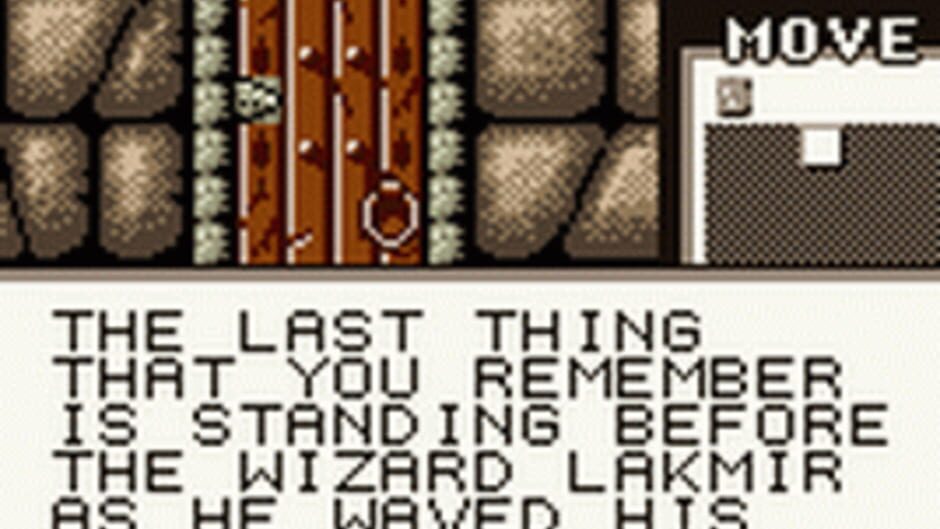 MOVE
THE LAST THING
THAT YOU REMEMBER
IS STANDING BEFORE
THE WIZARD LAKMIR
AS HE WAVED HIS